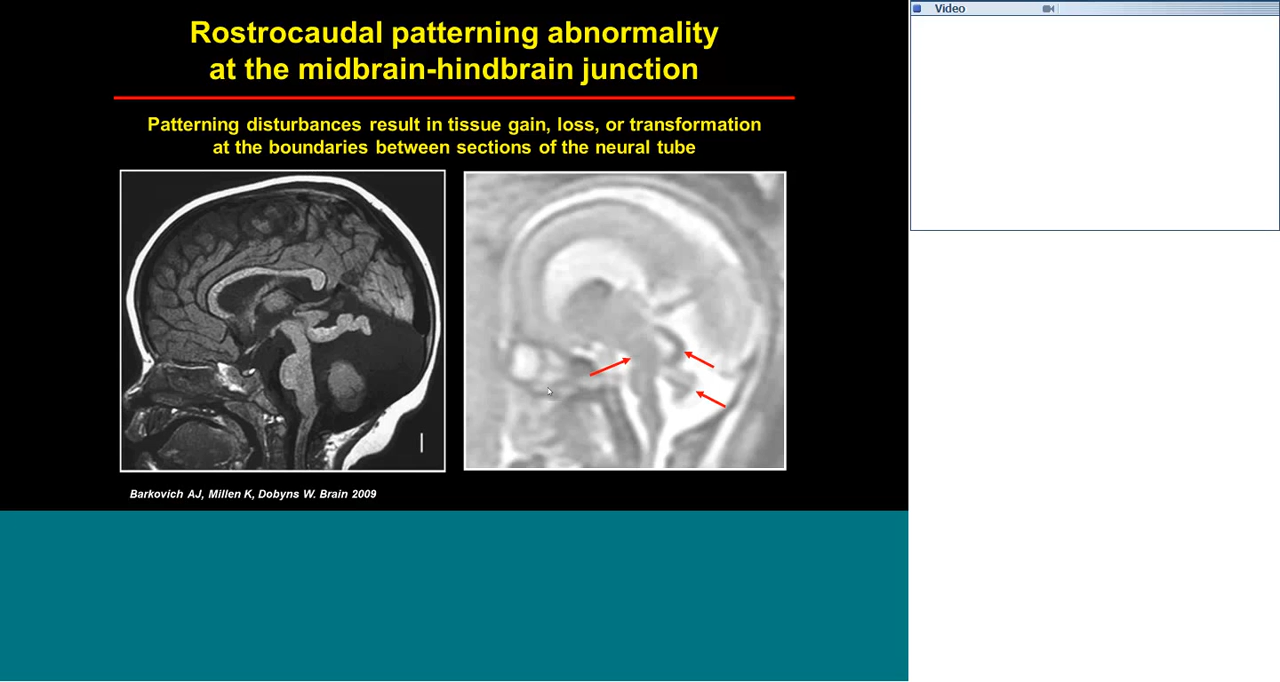 Rostrocaudal patterning abnormality
at the midbrain-hindbrain junction
Patterning disturbances result in tissue gain, loss, or transformation
at the boundaries between sections of the neural tube
Barkovich AJ, Millen K, Dobyns W. Brain 2009
Video